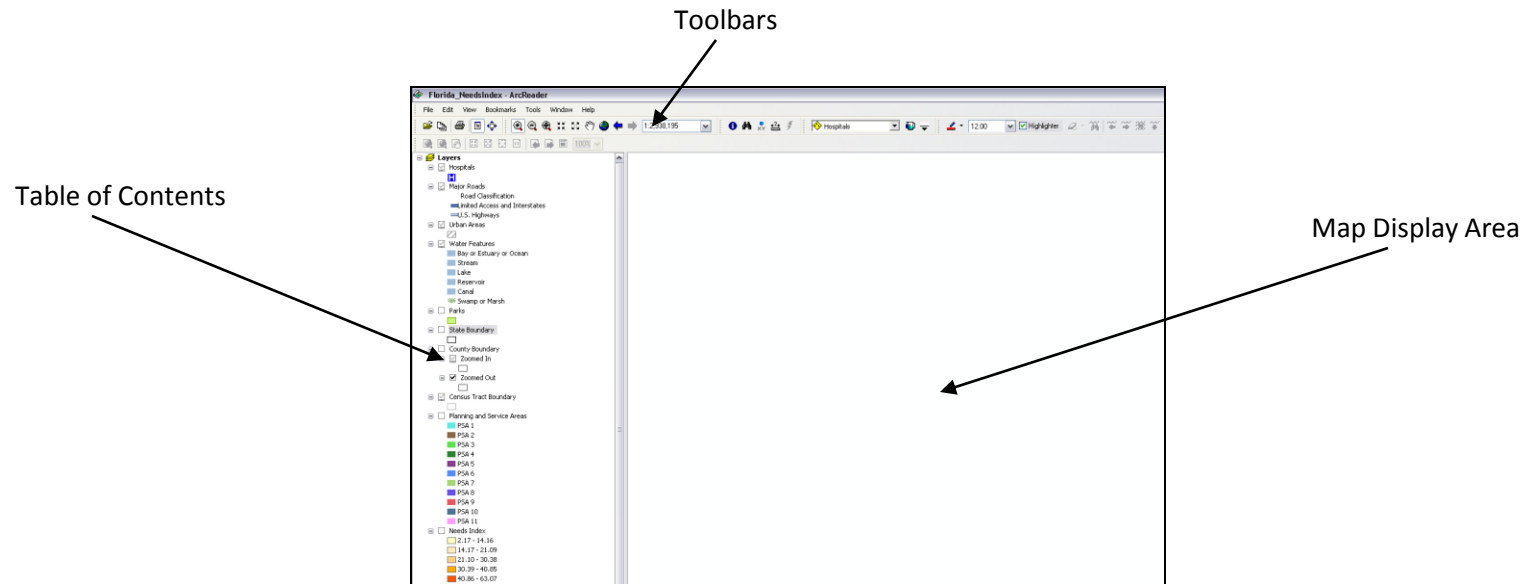 Toolbars
Florida_NeedsIndex - ArcReader
File Edit View Bookmarks Tools Window Help
Hospitals 12.00 Highlighter
100%
Layers
Hospitals
H
Major Roads
Road Classification
Limited Access and Interstates
U.S. Highways
Urban Areas
Water Features
Bay or Estuary or Ocean
Stream
Lake
Reservoir
Canal
Swamp or Marsh
Parks
State Boundary
County Boundary
Zoomed In
Zoomed Out
Census Tract Boundary
Planning and Service Areas
PSA 1
PSA 2
PSA 3
PSA 4
PSA 5
PSA 6
PSA 7
PSA 8
PSA 9
PSA 10
PSA 11
Needs Index
2.17 - 14.16
14.17 - 21.09
21.10 - 30.38
30.39 - 40.85
40.86 - 63.07
Table of Contents
Map Display Area